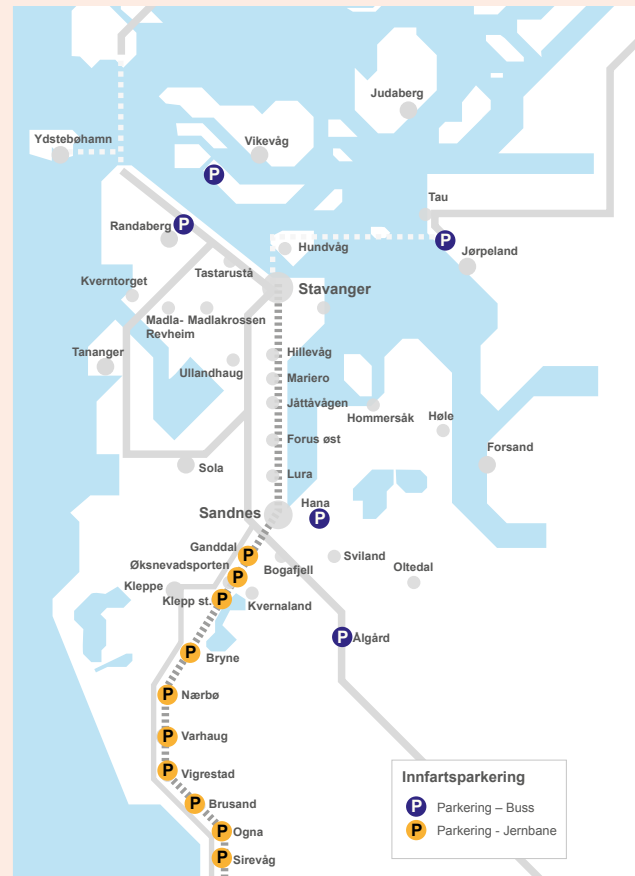 Judaberg
Ydstebøhamn
Vikevåg
P
Tau
P
Randaberg
P
Hundvåg
Jørpeland
Tastarustå
Kverntorget
Stavanger
Madla-
Revheim
Madlakrossen
Tananger
Hillevåg
Ullandhaug
Mariero
Jåttåvågen
Hommersåk
Høle
Forus øst
Forsand
Sola
Lura
Hana
Sandnes
P
Ganddal
P
Sviland
Øksnevadsporten
P
Bogafjell
Oltedal
Kleppe
Klepp st.
P
Kvernaland
P
Ålgård
P
Bryne
P
Nærbø
P
Varhaug
P
Vigrestad
P
Brusand
P
Ogna
P
Sirevåg
Innfartsparkering
P
Parkering – Buss
P
Parkering - Jernbane